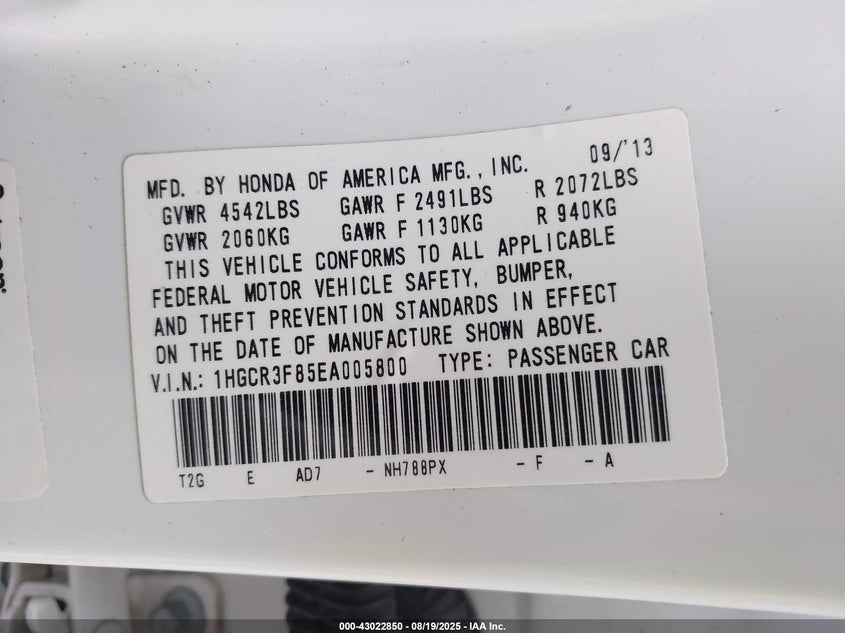 MFD. BY HONDA OF AMERICA MFG., INC. 09/'13
GVWR 4542LBS GAWR F 2491LBS R 2072LBS
GVWR 2060KG GAWR F 1130KG R 940KG
THIS VEHICLE CONFORMS TO ALL APPLICABLE
FEDERAL MOTOR VEHICLE SAFETY, BUMPER,
AND THEFT PREVENTION STANDARDS IN EFFECT
ON THE DATE OF MANUFACTURE SHOWN ABOVE.
V.I.N.: 1HGCR3F85EA005800 TYPE: PASSENGER CAR
T2G E AD7 - NH788PX - F - A
000-43022850 - 08/19/2025 - IAA Inc.